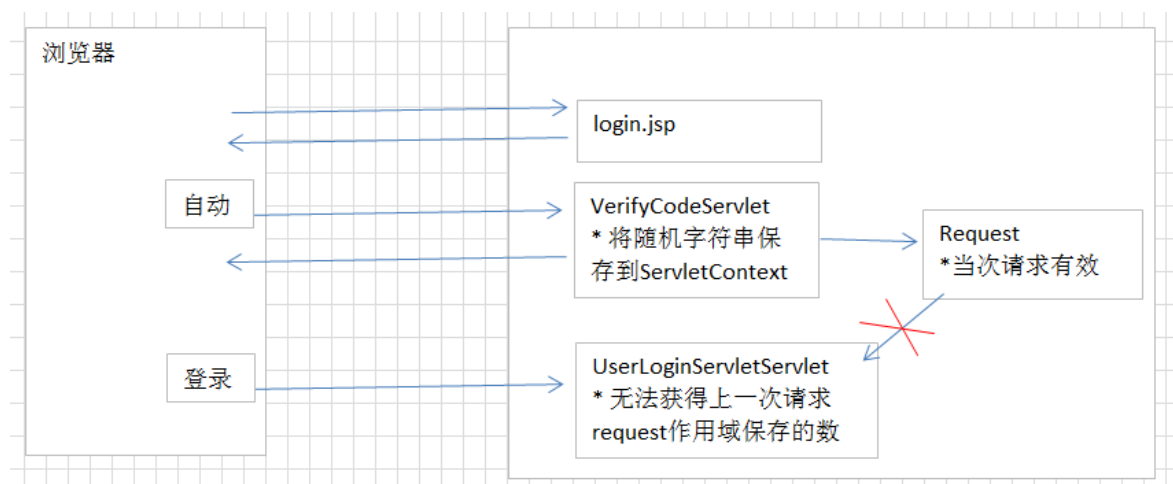 浏览器
login.jsp
自动
VerifyCodeServlet
* 将随机字符串保
存到ServletContext
Request
*当次请求有效
登录
UserLoginServletServlet
* 无法获得上一次请求
request作用域保存的数